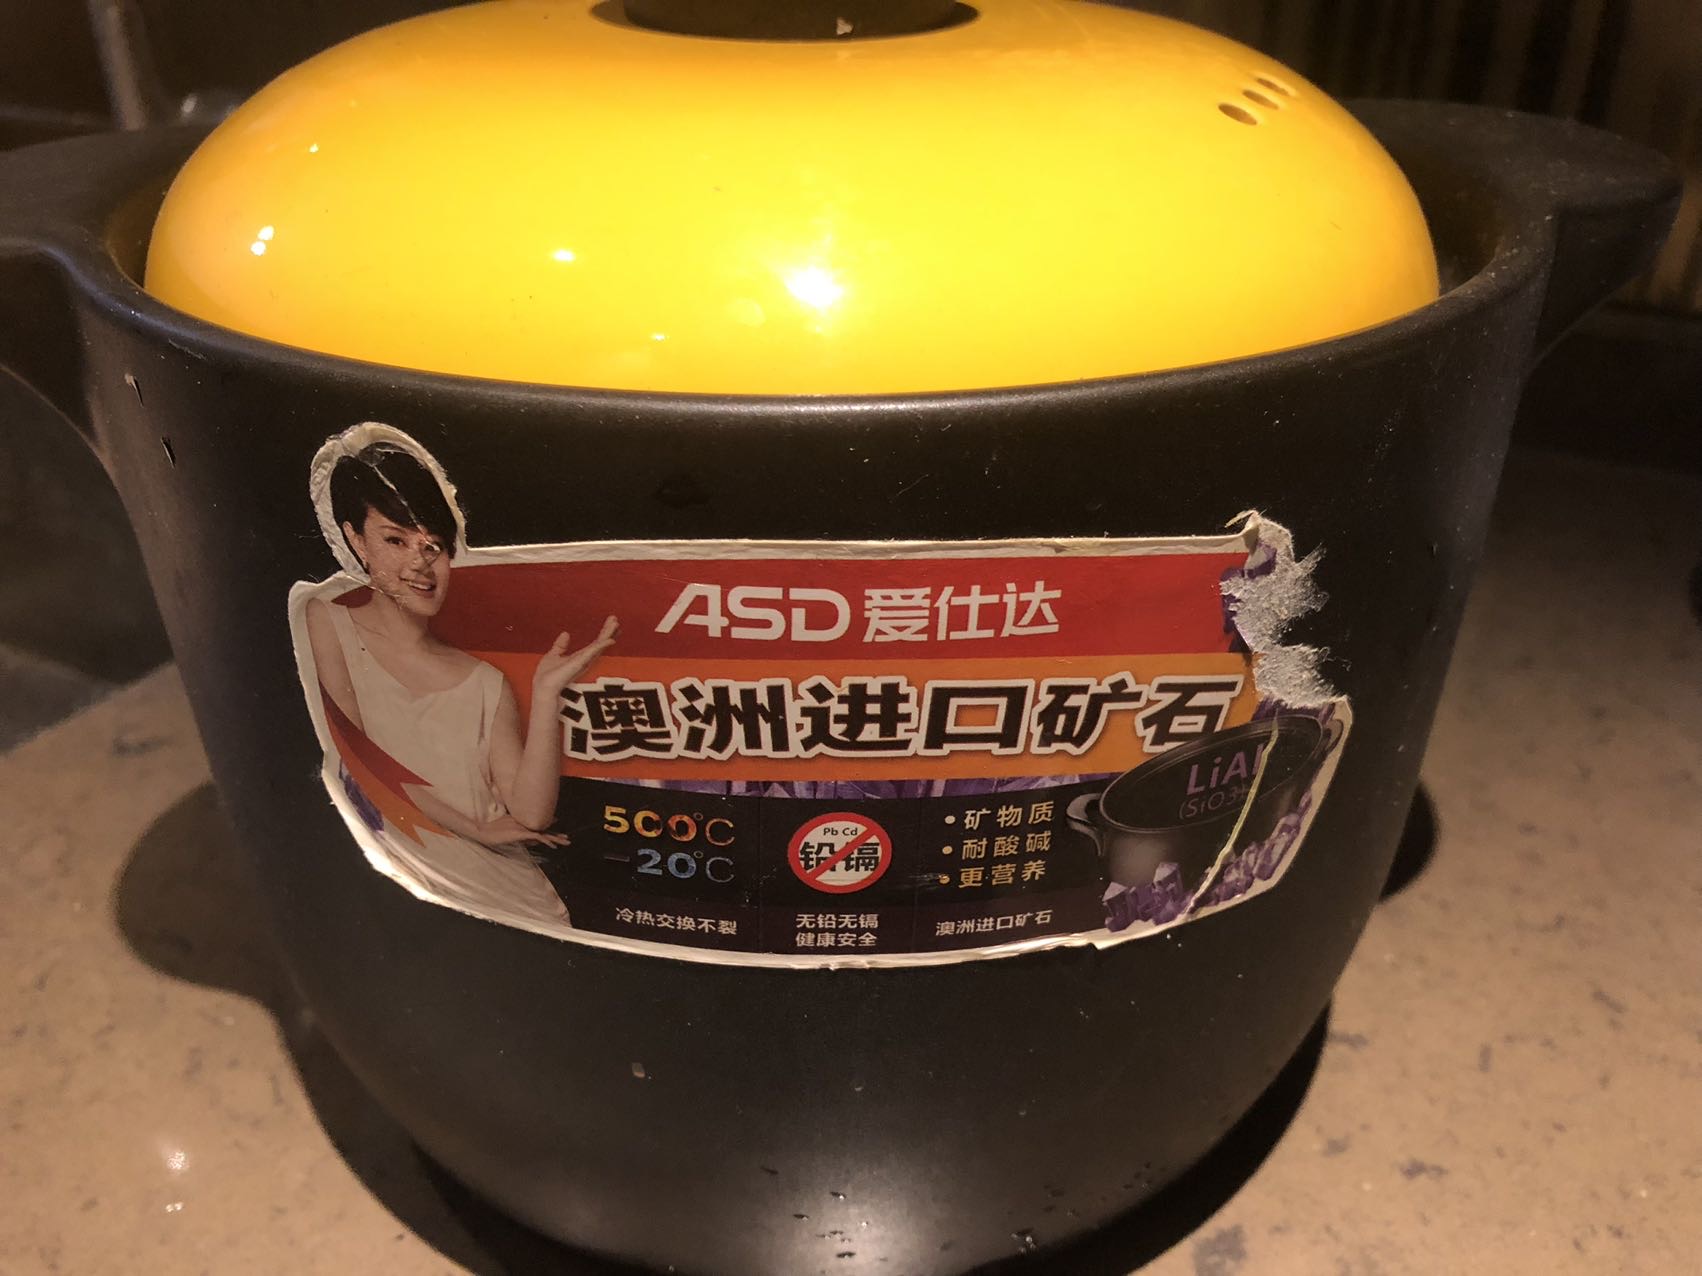 ASD 爱仕达
澳洲进口矿石
500℃
-20℃
冷热交换不裂
Pb Cd
铅镉
无铅无镉
健康安全
• 矿物质
• 耐酸碱
• 更营养
澳洲进口矿石
LiAl